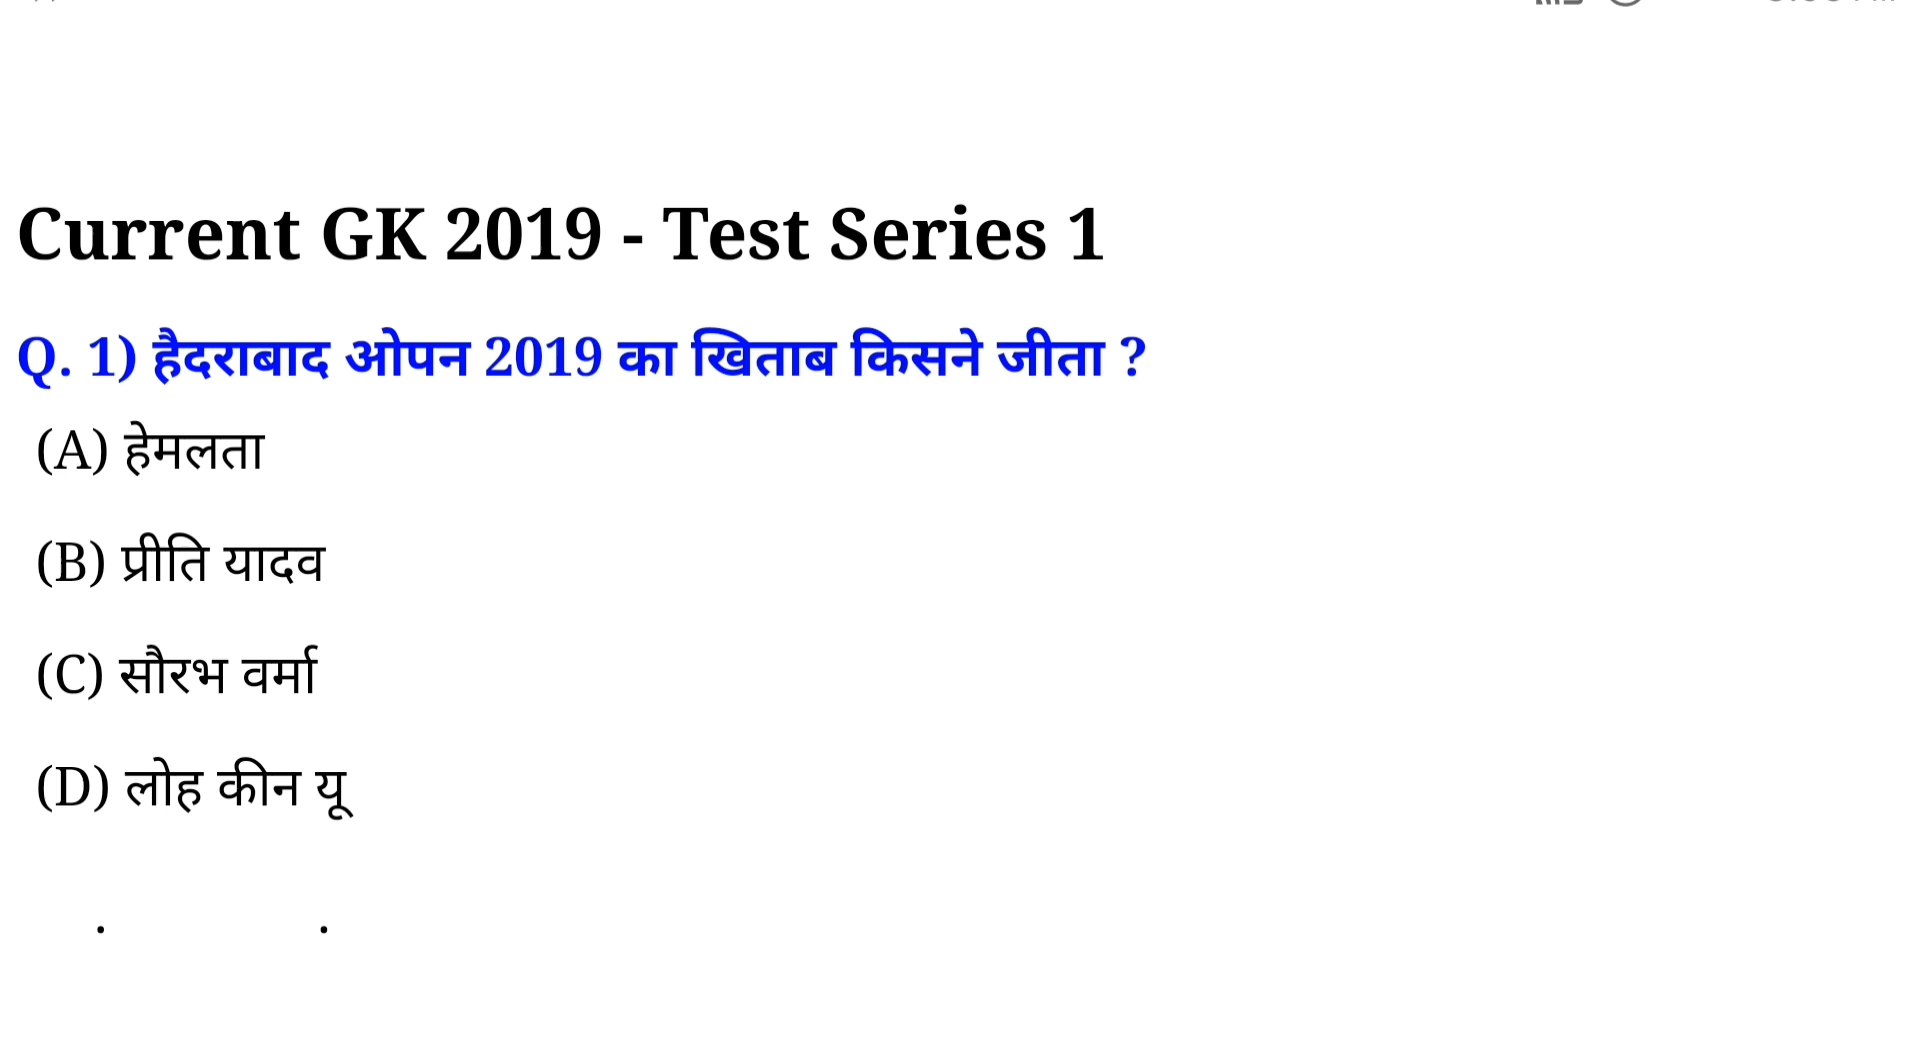 Current GK 2019 - Test Series 1
Q. 1) हैदराबाद ओपन 2019 का खिताब किसने जीता ?
(A) हेमलता
(B) प्रीति यादव
(C) सौरभ वर्मा
(D) लोह कीन यू
. .